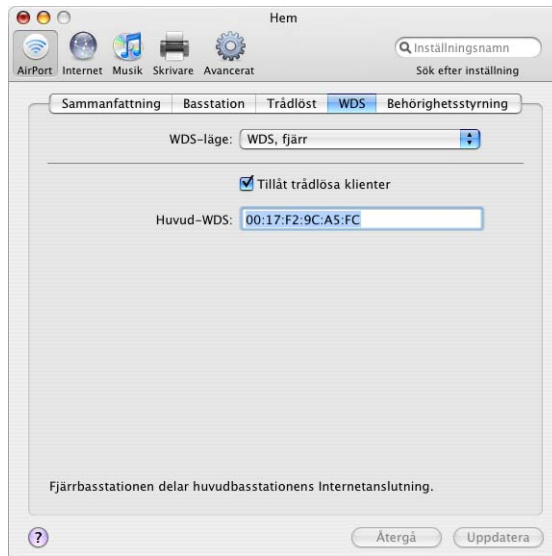 Hem
AirPort Internet Musik Skrivare Avancerat
Inställningsnamn
Sök efter inställning
Sammanfattning Basstation Trådlöst WDS Behörighetsstyrning
WDS-läge: WDS, fjärr
Tillåt trådlösa klienter
Huvud-WDS: 00:17:F2:9C:A5:FC
Fjärrbasstationen delar huvudbasstationens Internetanslutning.
? Återgå Uppdatera